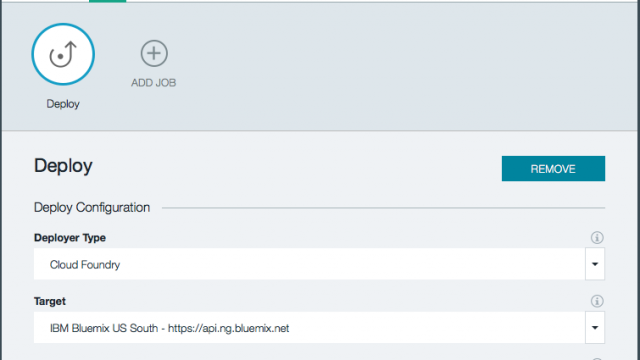 ADD JOB
Deploy
Deploy
REMOVE
Deploy Configuration
Deployer Type
Cloud Foundry
Target
IBM Bluemix US South - https://api.ng.bluemix.net